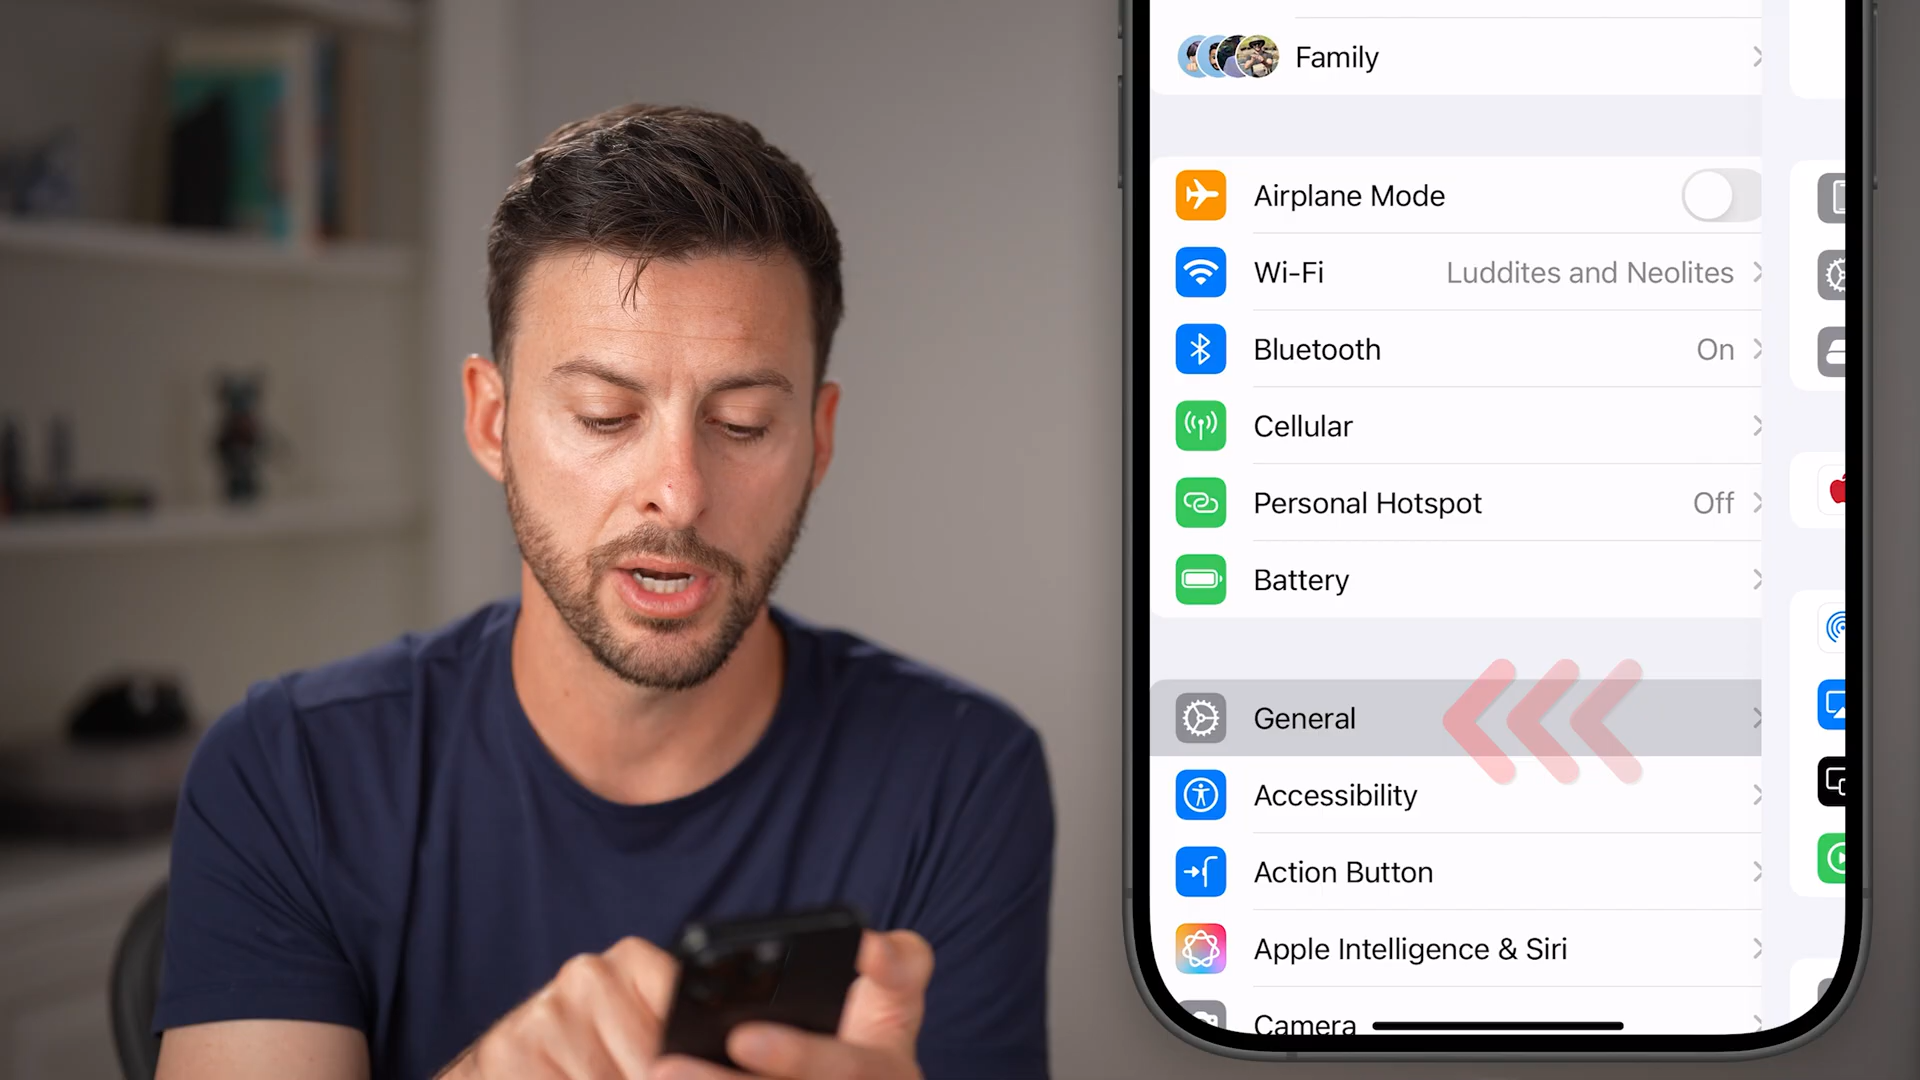 Family
Airplane Mode
Wi-Fi Luddites and Neolites
Bluetooth On
Cellular
Personal Hotspot Off
Battery
General
Accessibility
Action Button
Apple Intelligence & Siri
Camera